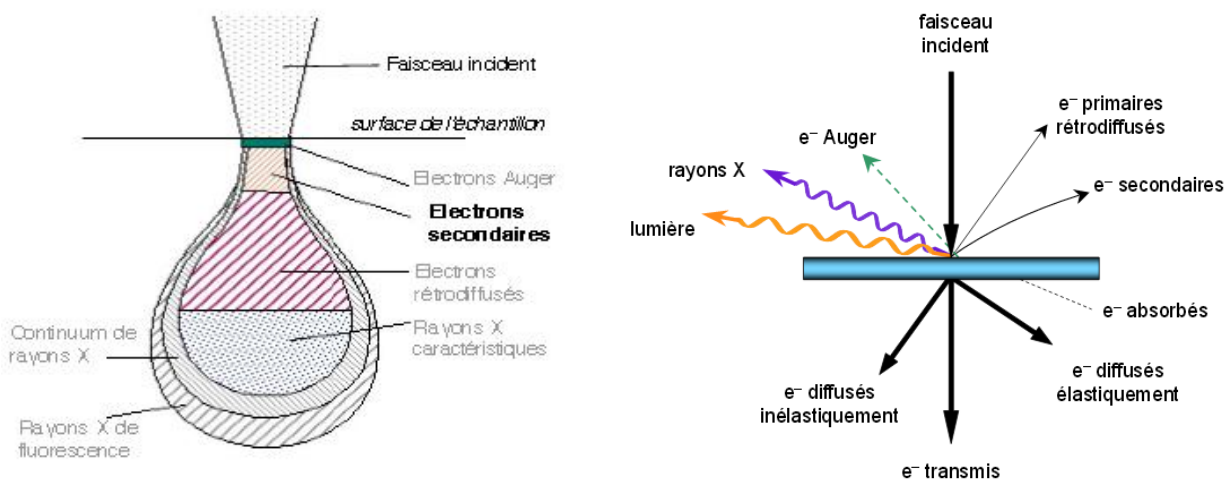 Faisceau incident
surface de l'échantillon
Electrons Auger
Electrons
secondaires
Electrons
rétrodiffusés
Continuum de
rayons X
Rayons X
caractéristiques
Rayons X de
fluorescence
faisceau
incident
e⁻ primaires
rétrodiffusés
e⁻ Auger
rayons X
e⁻ secondaires
lumière
e⁻ absorbés
e⁻ diffusés
inélastiquement
e⁻ diffusés
élastiquement
e⁻ transmis